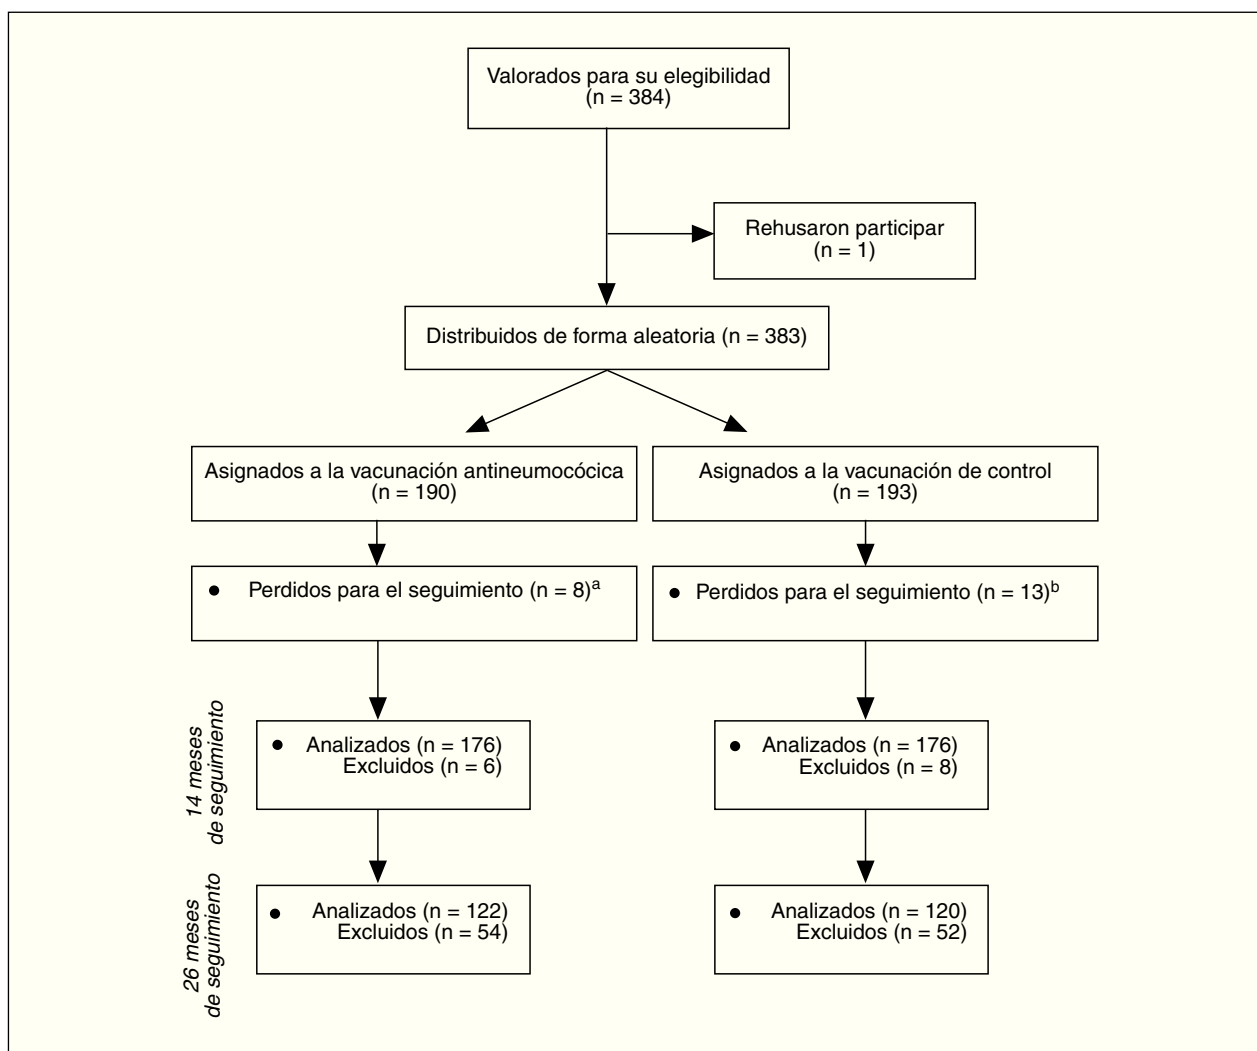 Valorados para su elegibilidad
(n = 384)
Rehusaron participar
(n = 1)
Distribuidos de forma aleatoria (n = 383)
Asignados a la vacunación antineumocócica
(n = 190)
Asignados a la vacunación de control
(n = 193)
● Perdidos para el seguimiento (n = 8)ᵃ
● Perdidos para el seguimiento (n = 13)ᵇ
14 meses
de seguimiento
● Analizados (n = 176)
Excluidos (n = 6)
● Analizados (n = 176)
Excluidos (n = 8)
26 meses
de seguimiento
● Analizados (n = 122)
Excluidos (n = 54)
● Analizados (n = 120)
Excluidos (n = 52)